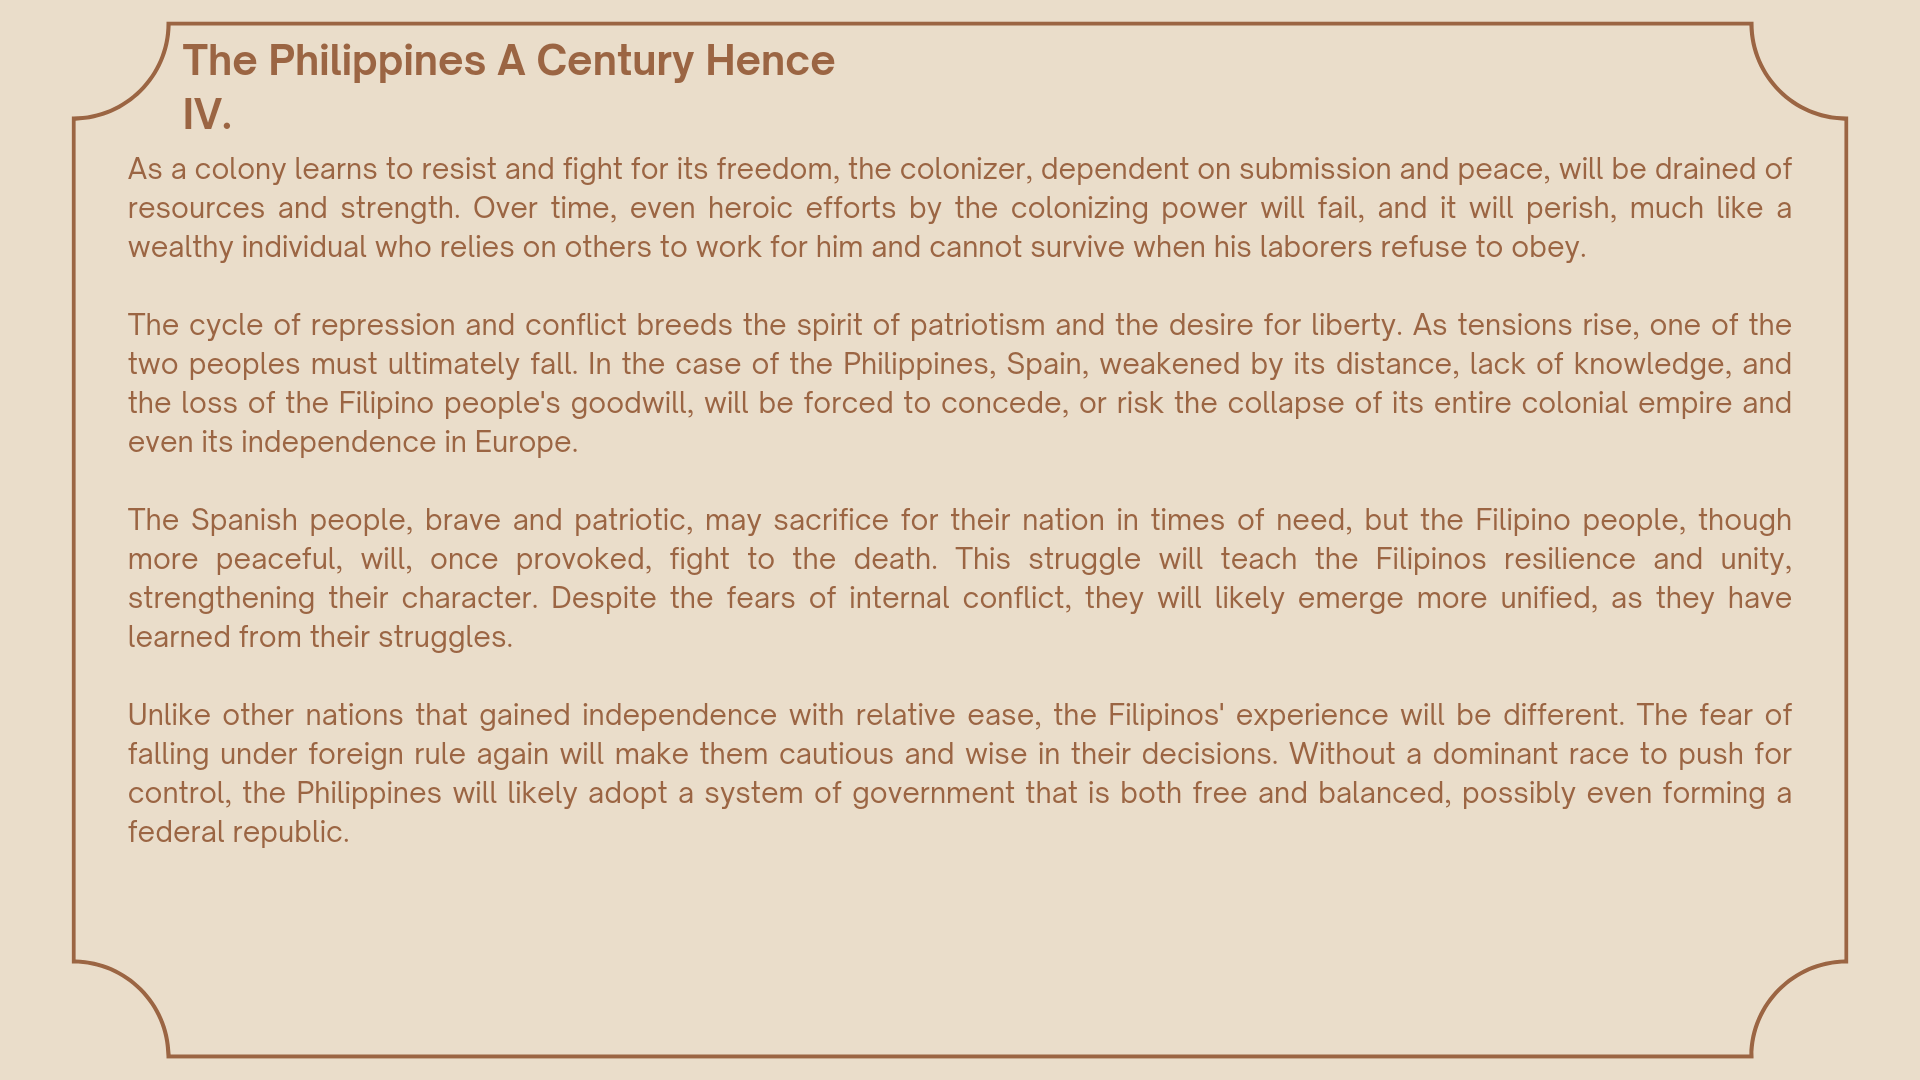 The Philippines A Century Hence
IV.
As a colony learns to resist and fight for its freedom, the colonizer, dependent on submission and peace, will be drained of
resources and strength. Over time, even heroic efforts by the colonizing power will fail, and it will perish, much like a
wealthy individual who relies on others to work for him and cannot survive when his laborers refuse to obey.
The cycle of repression and conflict breeds the spirit of patriotism and the desire for liberty. As tensions rise, one of the
two peoples must ultimately fall. In the case of the Philippines, Spain, weakened by its distance, lack of knowledge, and
the loss of the Filipino people's goodwill, will be forced to concede, or risk the collapse of its entire colonial empire and
even its independence in Europe.
The Spanish people, brave and patriotic, may sacrifice for their nation in times of need, but the Filipino people, though
more peaceful, will, once provoked, fight to the death. This struggle will teach the Filipinos resilience and unity,
strengthening their character. Despite the fears of internal conflict, they will likely emerge more unified, as they have
learned from their struggles.
Unlike other nations that gained independence with relative ease, the Filipinos' experience will be different. The fear of
falling under foreign rule again will make them cautious and wise in their decisions. Without a dominant race to push for
control, the Philippines will likely adopt a system of government that is both free and balanced, possibly even forming a
federal republic.